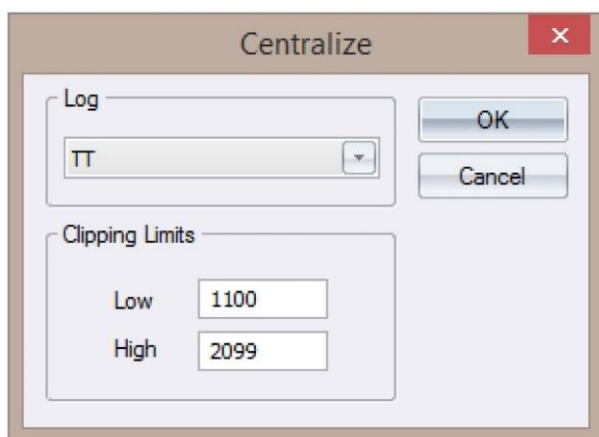 Centralize
Log
TT
OK
Cancel
Clipping Limits
Low 1100
High 2099